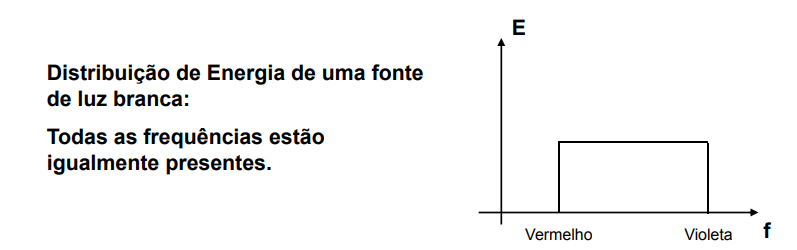 Distribuição de Energia de uma fonte
de luz branca:
Todas as frequências estão
igualmente presentes.
E
Vermelho
Violeta
f